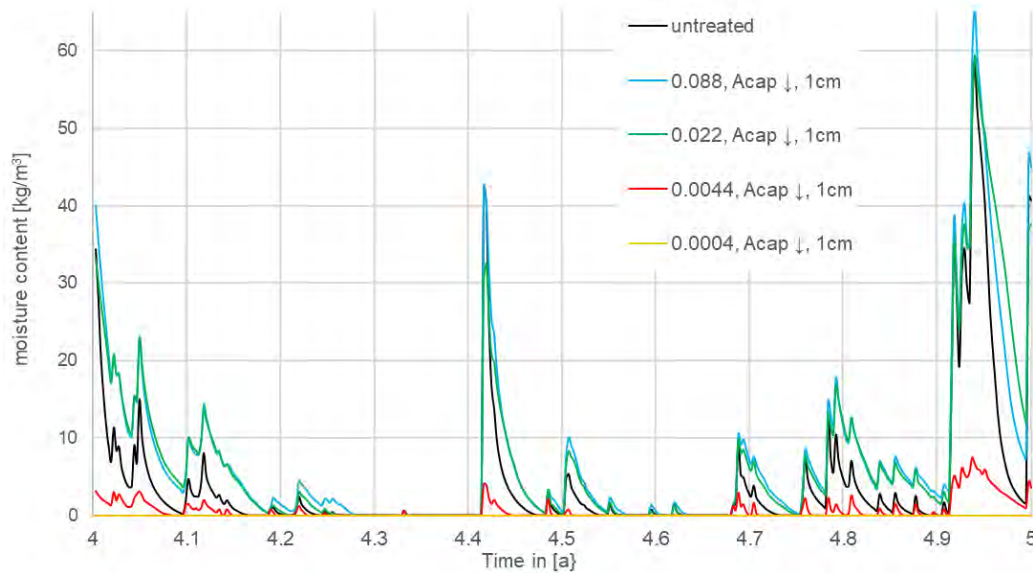 60
50
40
30
20
10
0
moisture content [kg/m³]
untreated
0.088, Acap ↓, 1cm
0.022, Acap ↓, 1cm
0.0044, Acap ↓, 1cm
0.0004, Acap ↓, 1cm
4 4.1 4.2 4.3 4.4 4.5 4.6 4.7 4.8 4.9 5
Time in [a}